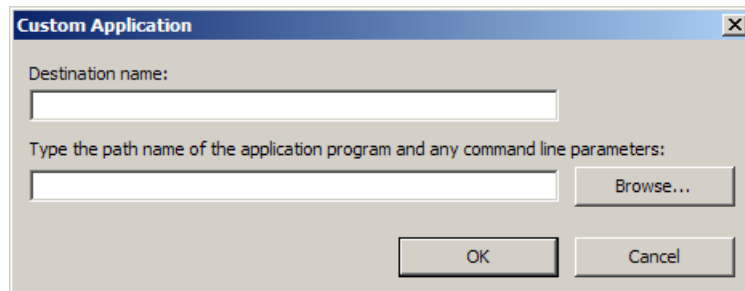 Custom Application
Destination name:
Type the path name of the application program and any command line parameters:
Browse...
OK
Cancel